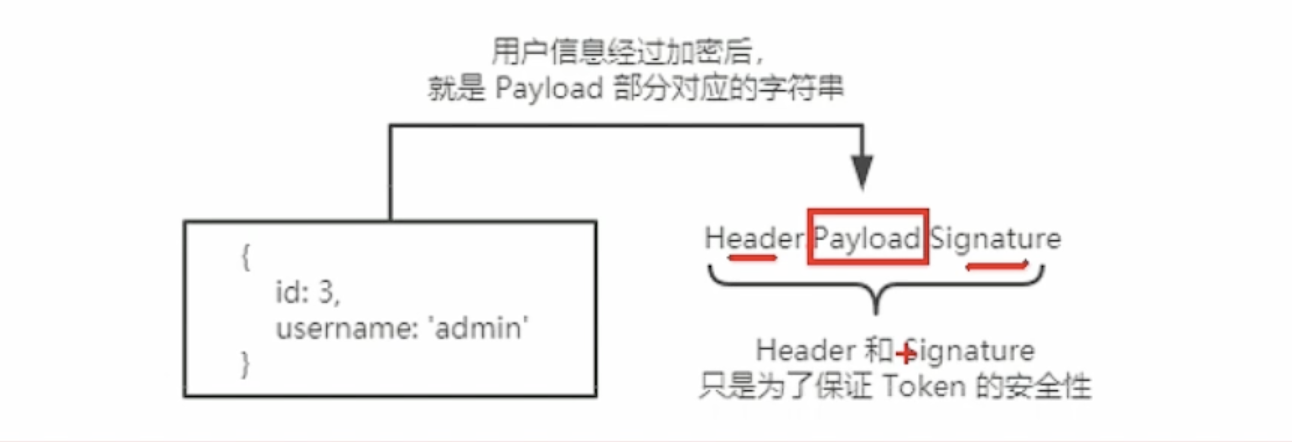 用户信息经过加密后,
就是 Payload 部分对应的字符串
{
id: 3,
username: 'admin'
}
Header.Payload.Signature
Header 和 Signature
只是为了保证 Token 的安全性